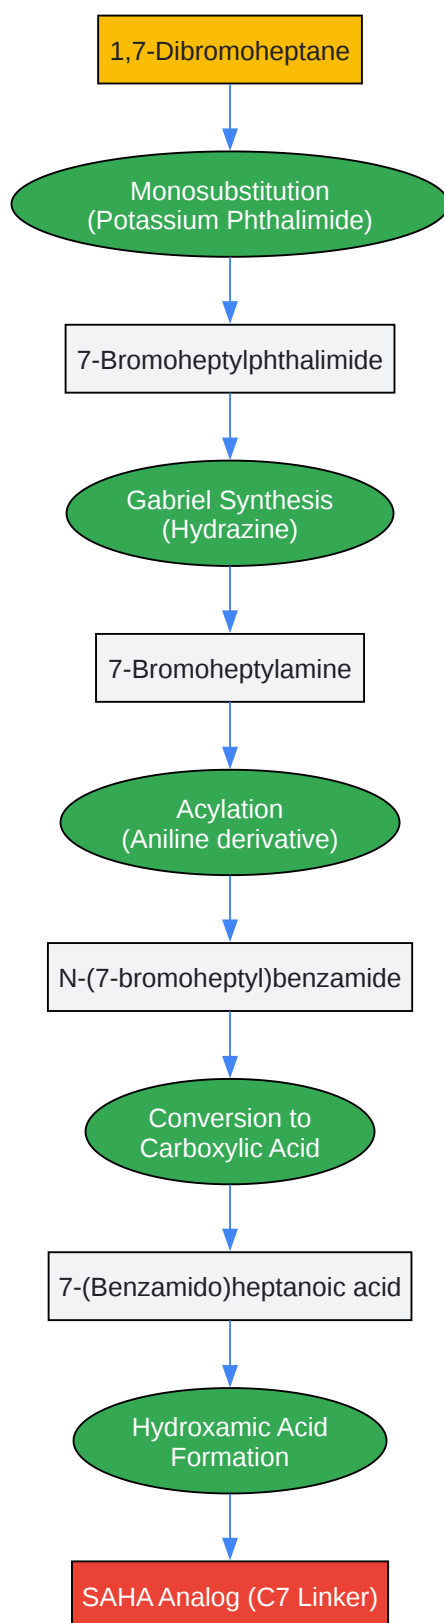 1,7-Dibromoheptane
Monosubstitution
(Potassium Phthalimide)
7-Bromoheptylphthalimide
Gabriel Synthesis
(Hydrazine)
7-Bromoheptylamine
Acylation
(Aniline derivative)
N-(7-bromoheptyl)benzamide
Conversion to
Carboxylic Acid
7-(Benzamido)heptanoic acid
Hydroxamic Acid
Formation
SAHA Analog (C7 Linker)